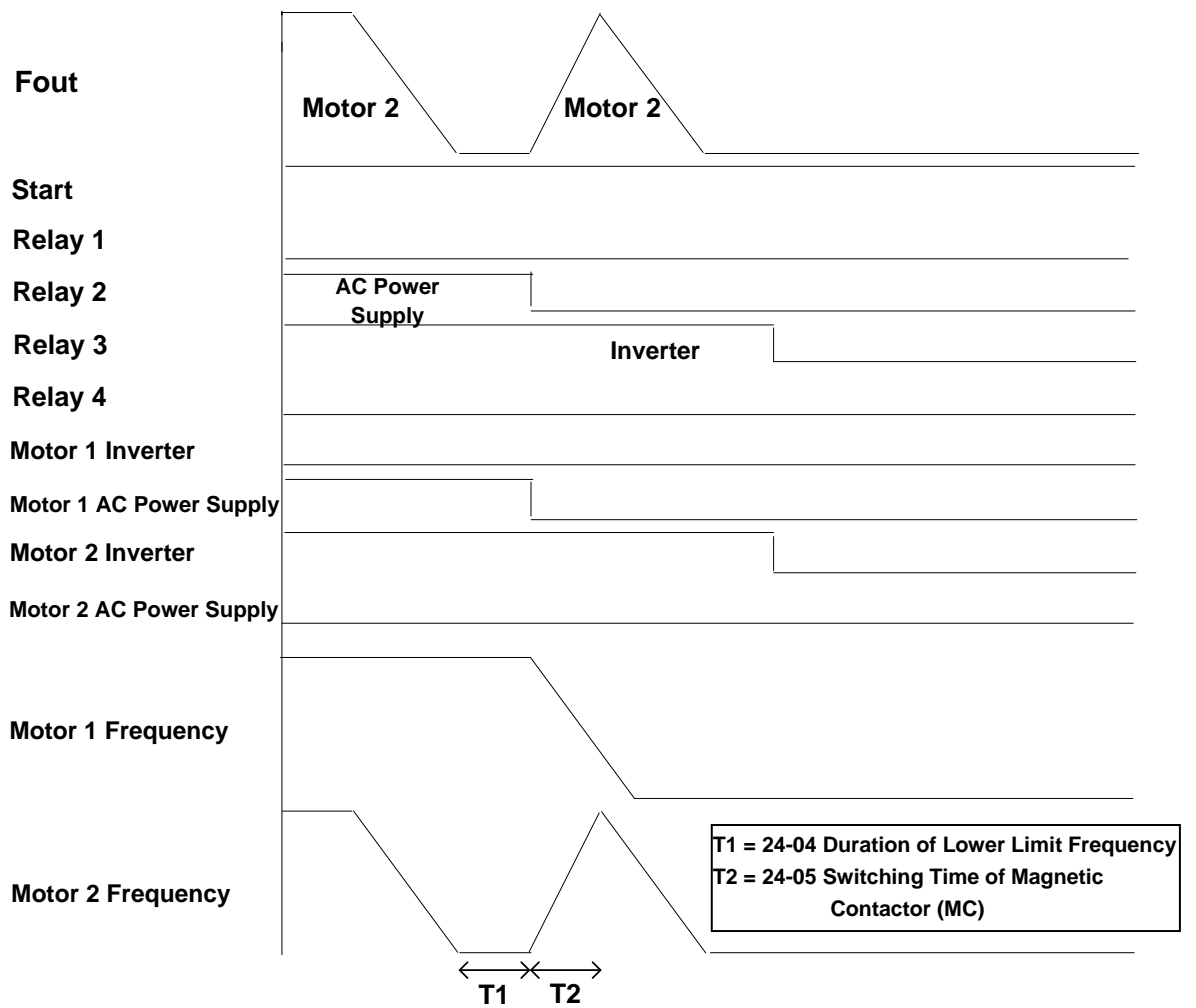 Fout
Motor 2
Motor 2
Start
Relay 1
Relay 2
AC Power
Supply
Relay 3
Inverter
Relay 4
Motor 1 Inverter
Motor 1 AC Power Supply
Motor 2 Inverter
Motor 2 AC Power Supply
Motor 1 Frequency
T1 = 24-04 Duration of Lower Limit Frequency
T2 = 24-05 Switching Time of Magnetic
Contactor (MC)
Motor 2 Frequency
T1
T2